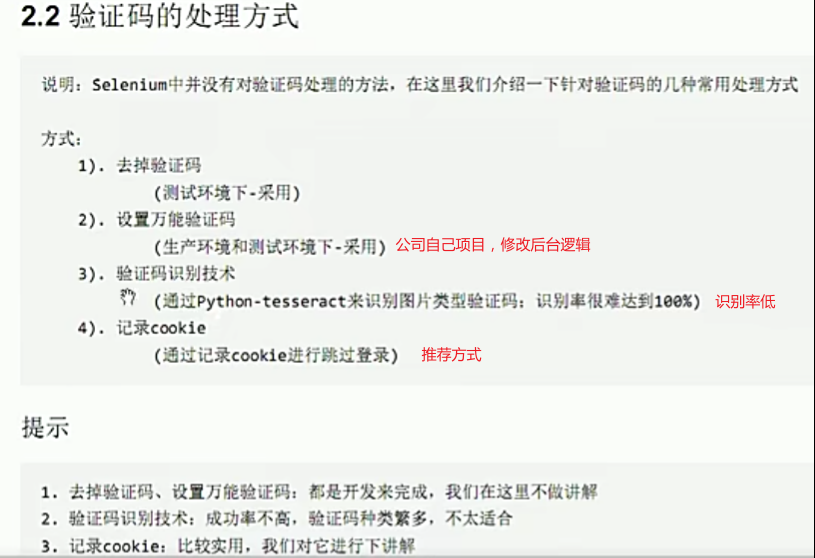 2.2 验证码的处理方式
说明：Selenium中并没有对验证码处理的方法，在这里我们介绍一下针对验证码的几种常用处理方式
方式：
1). 去掉验证码
(测试环境下-采用)
2). 设置万能验证码
(生产环境和测试环境下-采用) 公司自己项目，修改后台逻辑
3). 验证码识别技术
(通过Python-tesseract来识别图片类型验证码：识别率很难达到100%) 识别率低
4). 记录cookie
(通过记录cookie进行跳过登录) 推荐方式
提示
1. 去掉验证码、设置万能验证码：都是开发来完成，我们在这里不做讲解
2. 验证码识别技术：成功率不高，验证码种类繁多，不太适合
3. 记录cookie：比较实用，我们对它进行下讲解